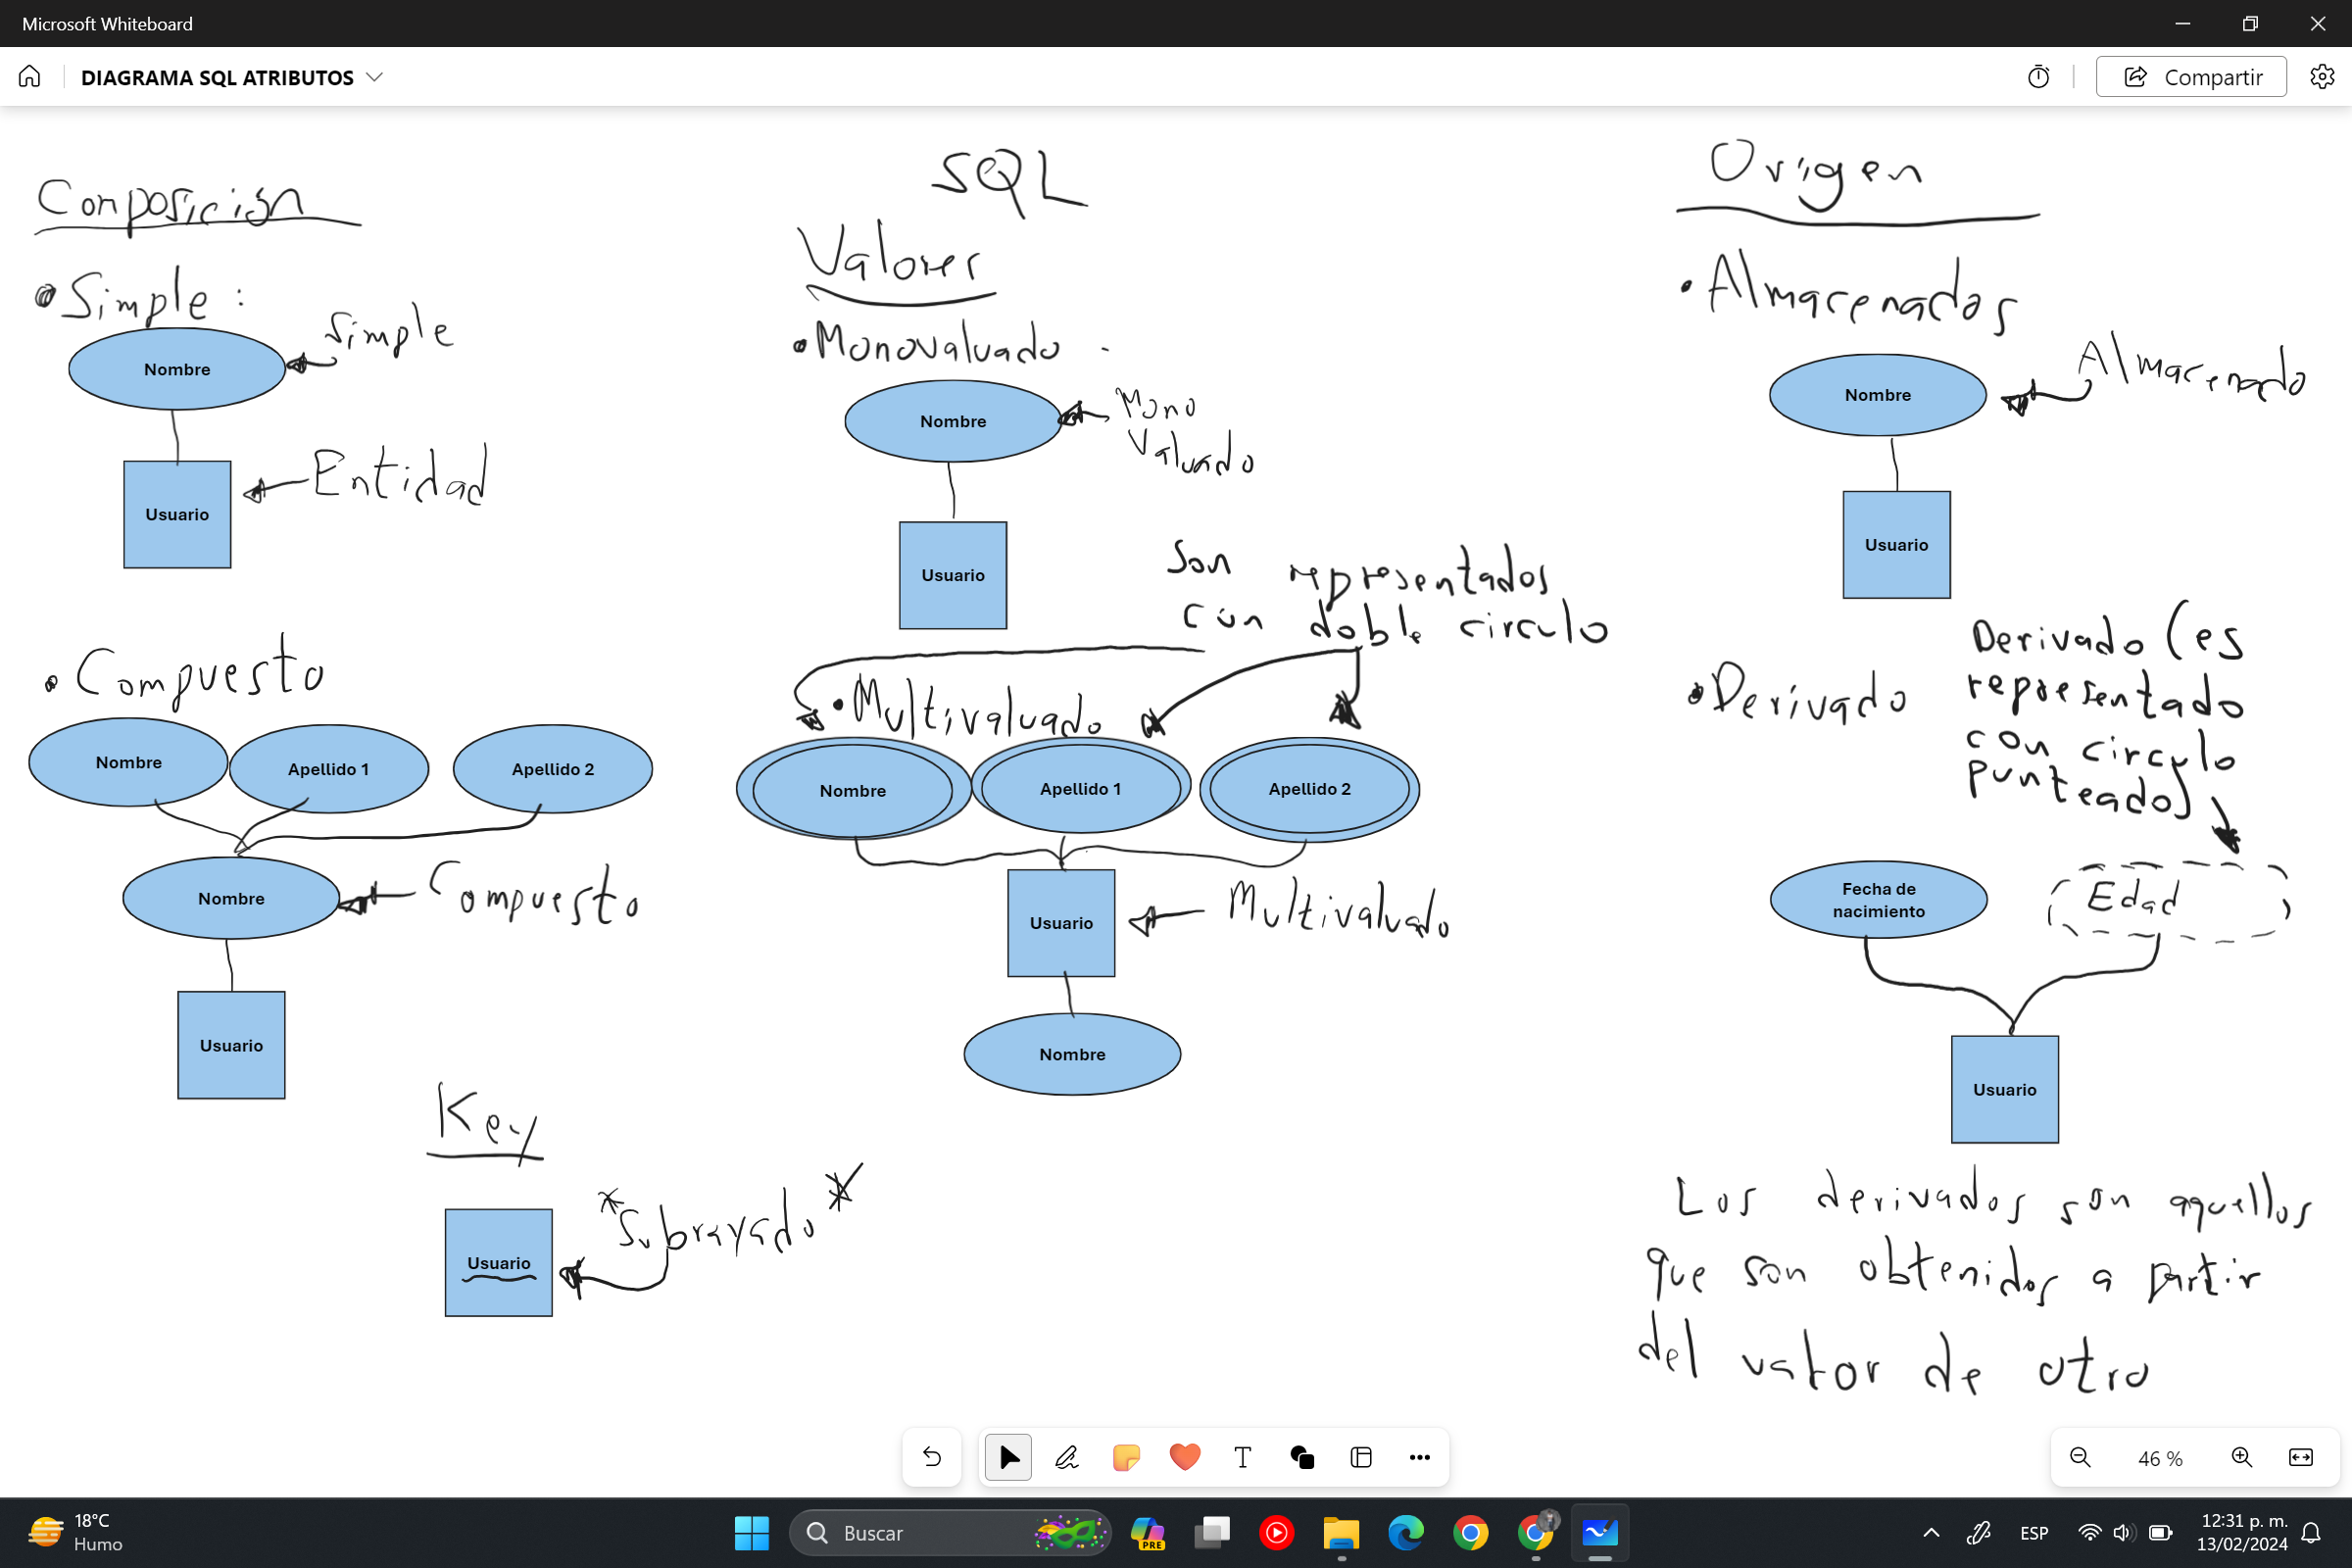 Microsoft Whiteboard
DIAGRAMA SQL ATRIBUTOS
Compartir
SQL
Composición
Simple :
Simple
Nombre
Entidad
Usuario
Compuesto
Nombre
Apellido 1
Apellido 2
Nombre
Compuesto
Usuario
Key
*Subrayado*
Usuario
Valores
Monovaluado
Nombre
Mono
Valuado
Usuario
Son representados
con doble circulo
Multivaluado
Nombre
Apellido 1
Apellido 2
Usuario
Multivaluado
Nombre
Origen
Almacenados
Nombre
Almacenado
Usuario
Derivado
Derivado (es
representado
con circulo
punteado)
Fecha de
nacimiento
Edad
Usuario
Los derivados son aquellos
que son obtenidos a partir
del valor de otro
46 %
18°C
Humo
Buscar
PRE
ESP
12:31 p. m.
13/02/2024